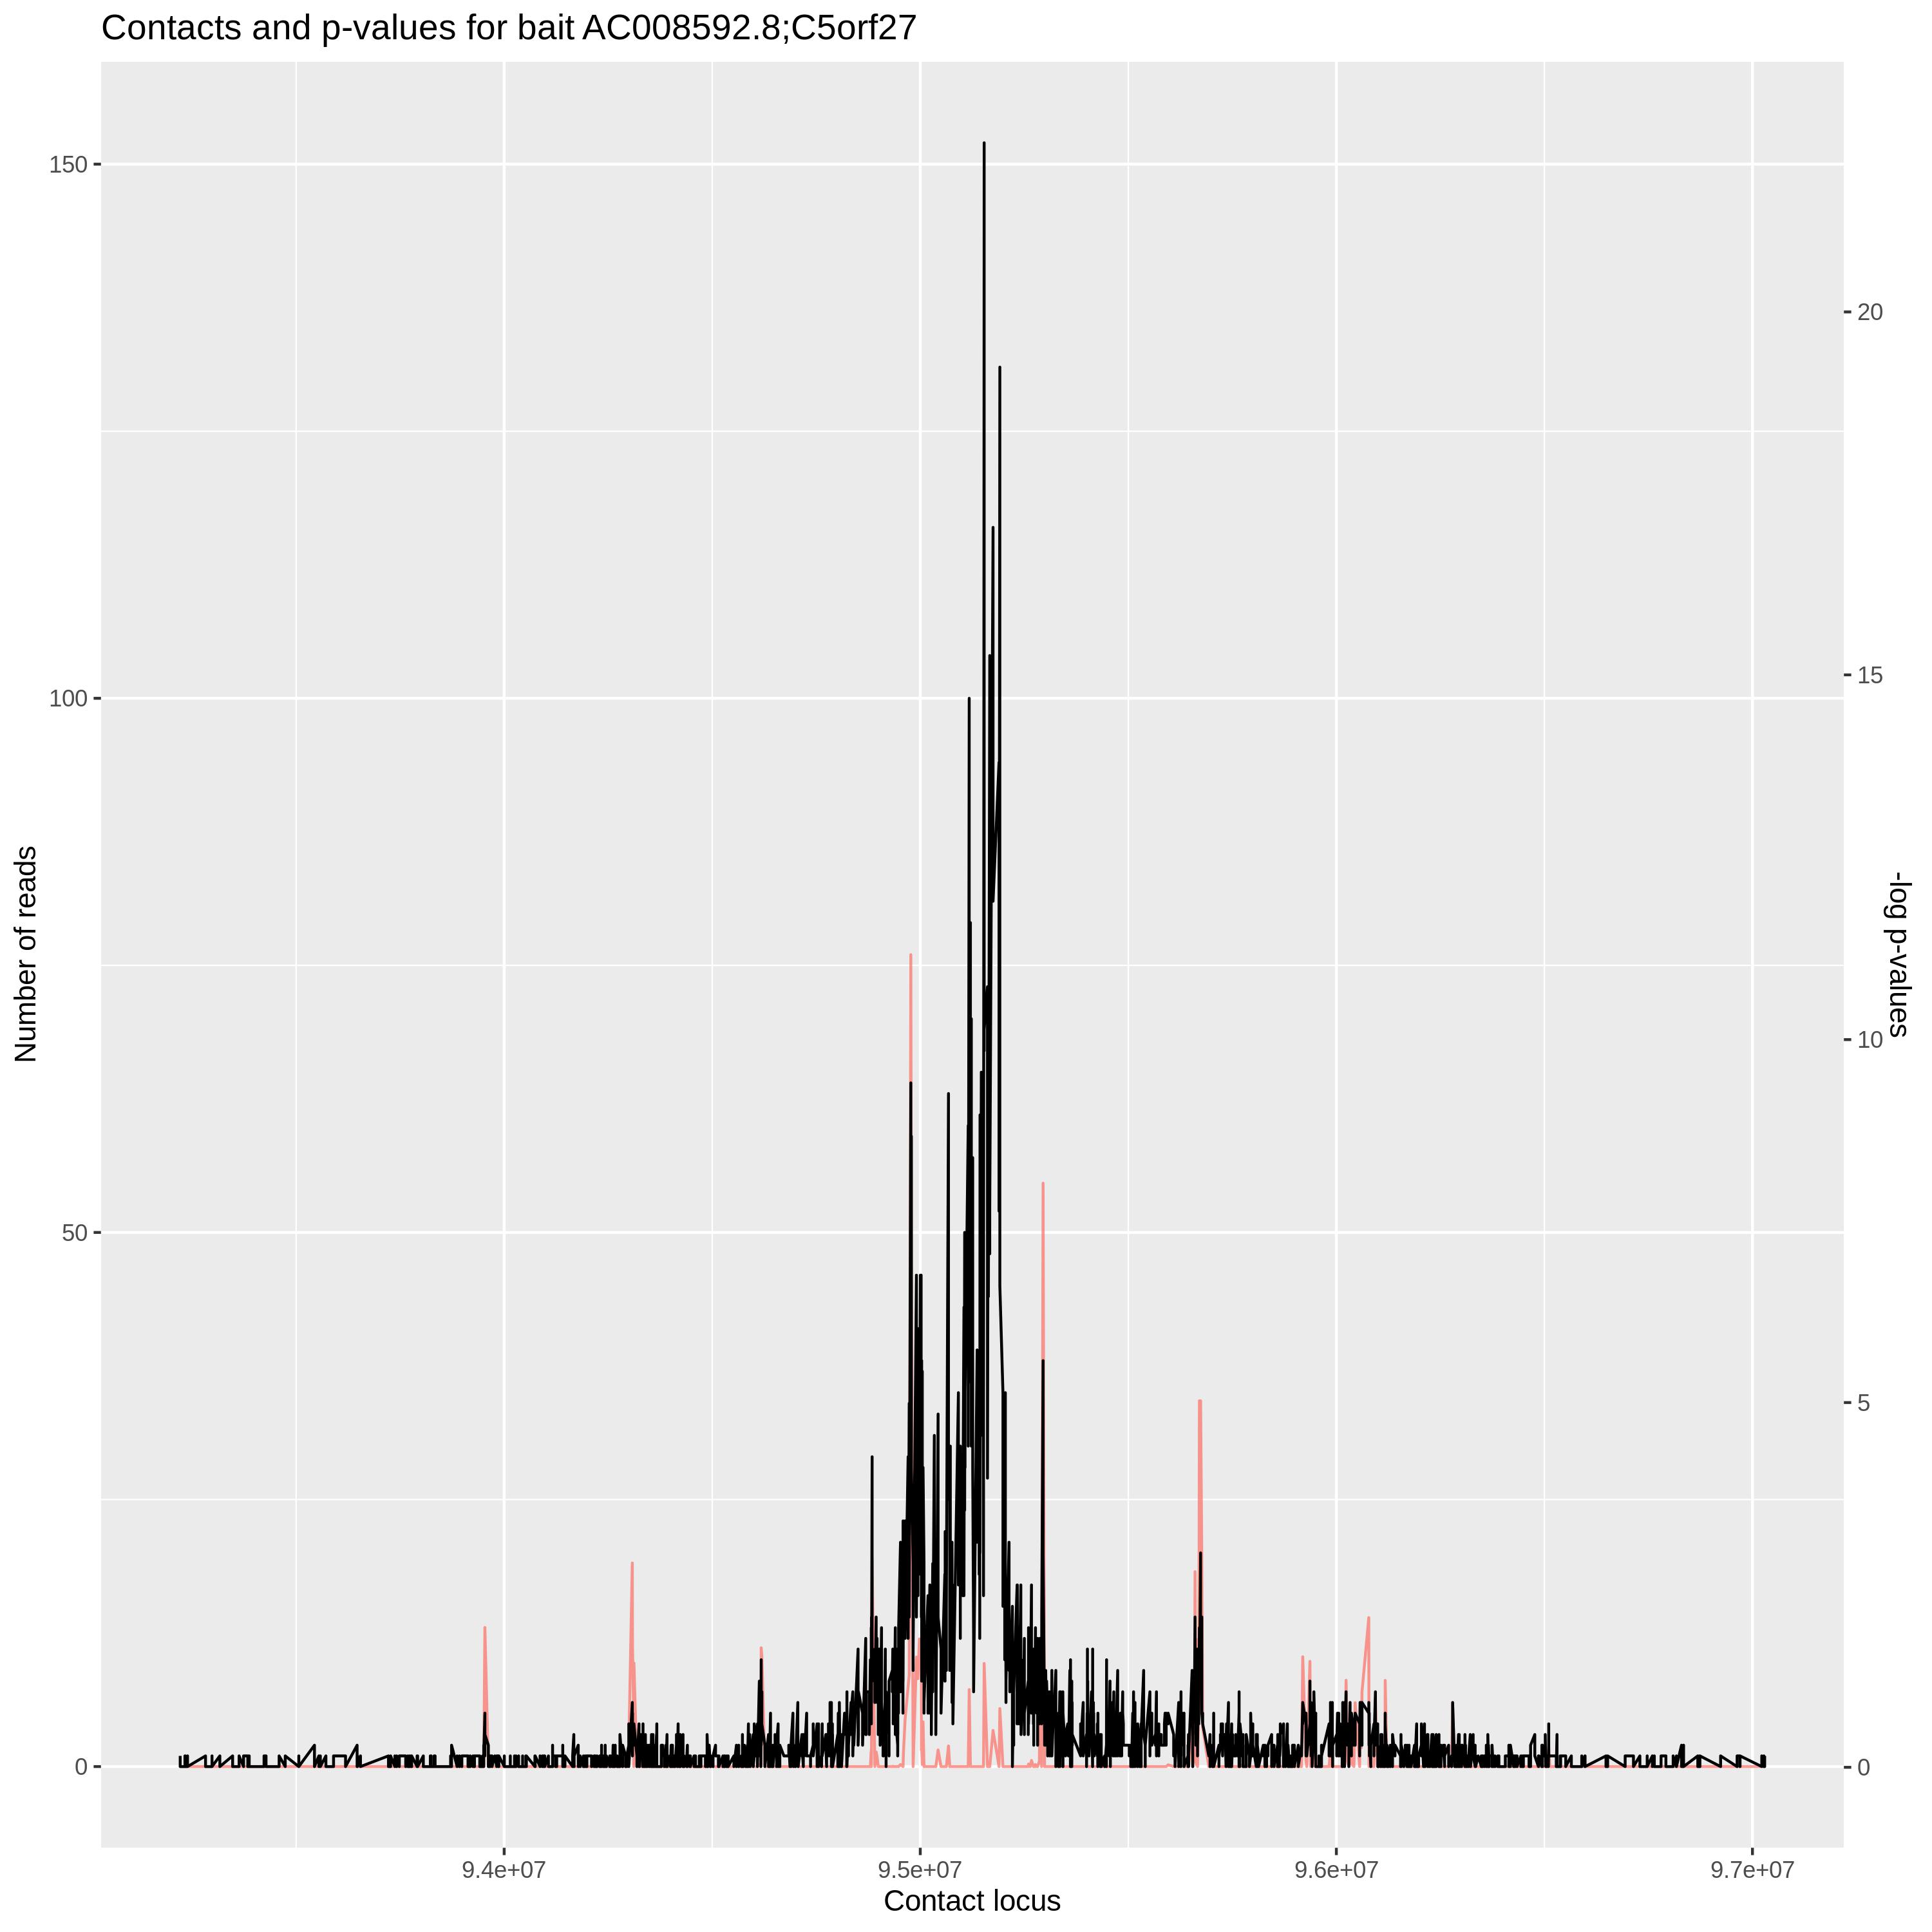 Contacts and p-values for bait AC008592.8;C5orf27
150
100
50
0
Number of reads
20
15
10
5
0
-log p-values
9.4e+07
9.5e+07
9.6e+07
9.7e+07
Contact locus